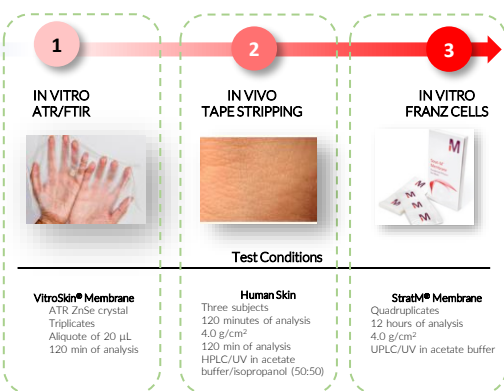 1
2
3
IN VITRO
ATR/FTIR
IN VIVO
TAPE STRIPPING
IN VITRO
FRANZ CELLS
M
M
M
M
Test Conditions
VitroSkin® Membrane
ATR ZnSe crystal
Triplicates
Aliquote of 20 µL
120 min of analysis
Human Skin
Three subjects
120 minutes of analysis
4.0 g/cm²
120 min of analysis
HPLC/UV in acetate
buffer/isopropanol (50:50)
StratM® Membrane
Quadruplicates
12 hours of analysis
4.0 g/cm²
UPLC/UV in acetate buffer